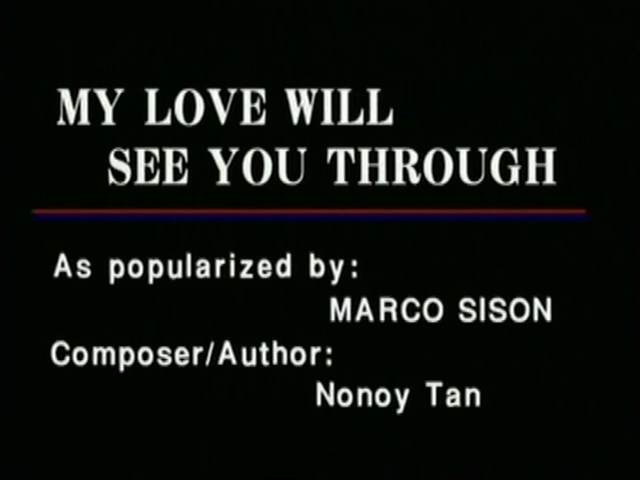 MY LOVE WILL
SEE YOU THROUGH
As popularized by:
MARCO SISON
Composer/Author:
Nonoy Tan